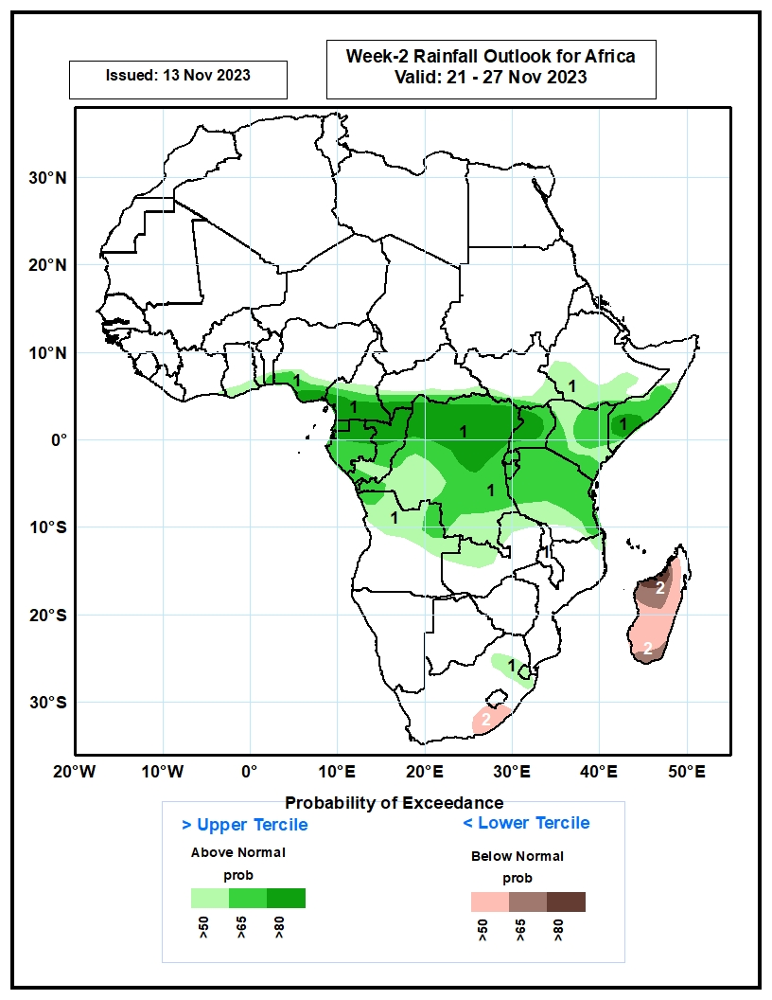 Week-2 Rainfall Outlook for Africa
Valid: 21 - 27 Nov 2023
Issued: 13 Nov 2023
30°N
20°N
10°N
0°
10°S
20°S
30°S
1
1
1
1
1
1
1
1
2
2
1
2
20°W
10°W
0°
10°E
20°E
30°E
40°E
50°E
Probability of Exceedance
> Upper Tercile
< Lower Tercile
Above Normal
Below Normal
prob
prob
>50
>65
>80
>50
>65
>80